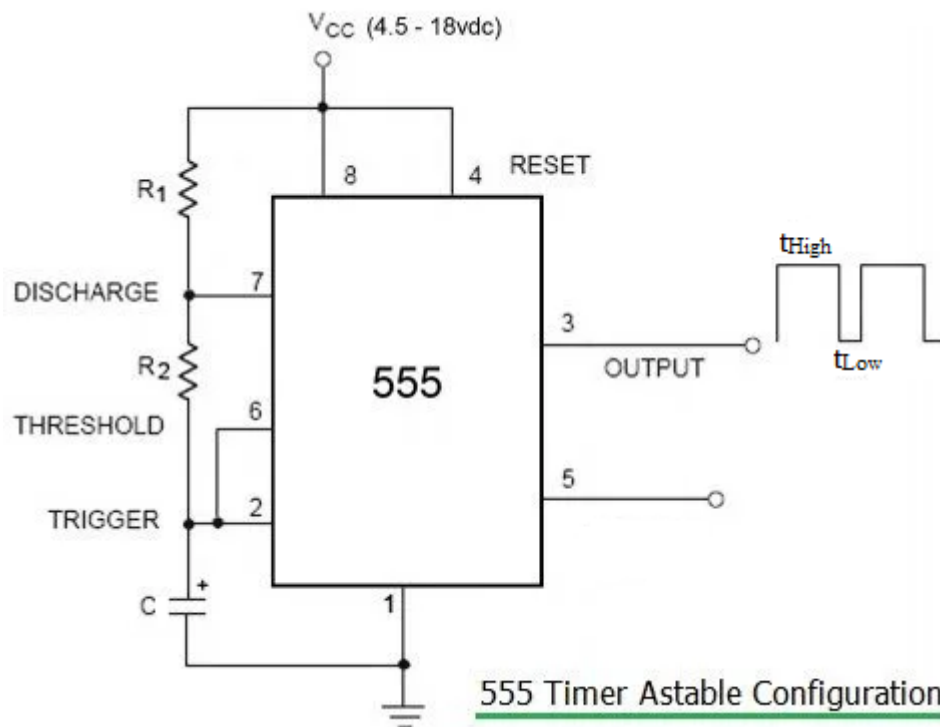 VCC (4.5 - 18vdc)
8
4
RESET
R1
tHigh
DISCHARGE
7
3
OUTPUT
tLow
R2
555
6
THRESHOLD
5
TRIGGER
2
+
C
1
555 Timer Astable Configuration